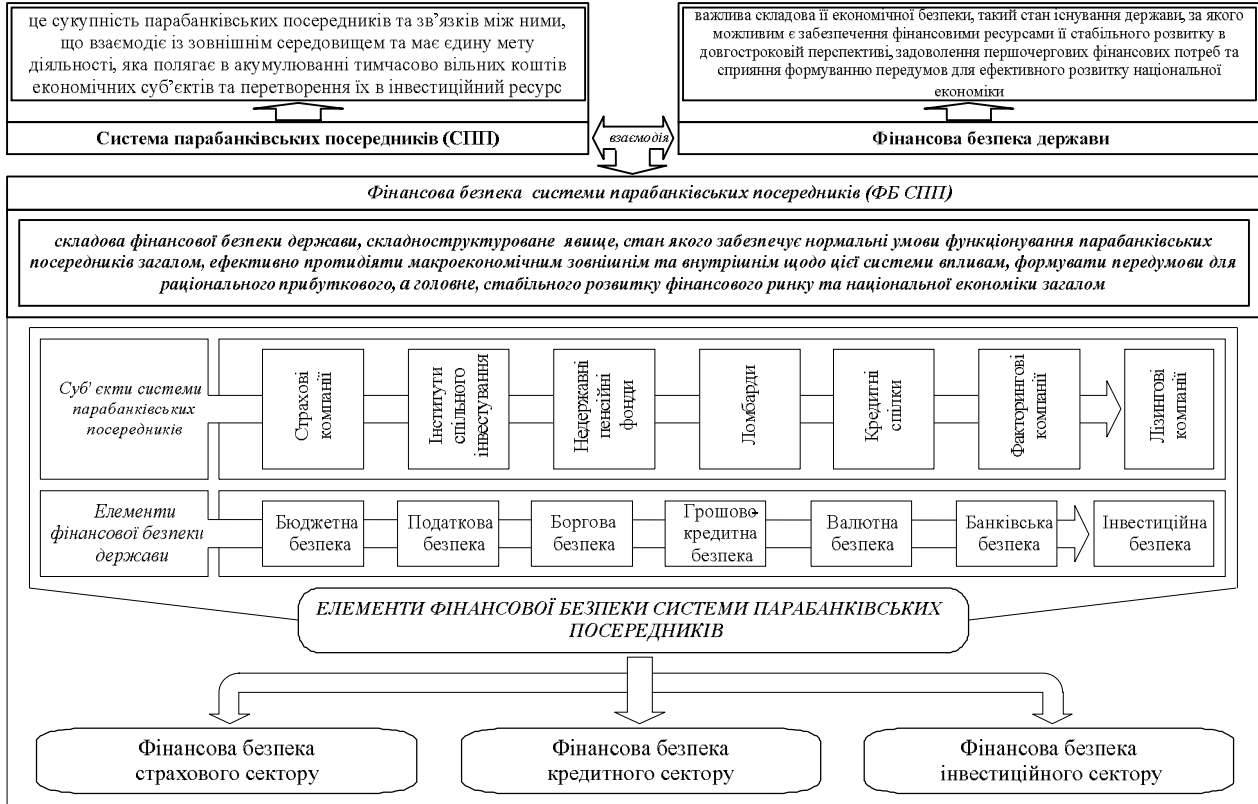 це сукупність парабанківських посередників та зв’язків між ними,
що взаємодіє із зовнішнім середовищем та має єдину мету
діяльності, яка полягає в акумулюванні тимчасово вільних коштів
економічних суб’єктів та перетворення їх в інвестиційний ресурс
важлива складова її економічної безпеки, такий стан існування держави, за якого
можливим є забезпечення фінансовими ресурсами її стабільного розвитку в
довгостроковій перспективі, задоволення першочергових фінансових потреб та
сприяння формуванню передумов для ефективного розвитку національної
економіки
Система парабанківських посередників (СПП)
взаємодія
Фінансова безпека держави
Фінансова безпека системи парабанківських посередників (ФБ СПП)
складова фінансової безпеки держави, складноструктуроване явище, стан якого забезпечує нормальні умови функціонування парабанківських
посередників загалом, ефективно протидіяти макроекономічним зовнішнім та внутрішнім щодо цієї системи впливам, формувати передумови для
раціонального прибуткового, а головне, стабільного розвитку фінансового ринку та національної економіки загалом
Суб’ єкти системи
парабанківських
посередників
Страхові
компанії
Інститути
спільного
інвестування
Недержавні
пенсійні
фонди
Ломбарди
Кредитні
спілки
Факторингові
компанії
Лізингові
компанії
Елементи
фінансової безпеки
держави
Бюджетна
безпека
Податкова
безпека
Боргова
безпека
Грошово-
кредитна
безпека
Валютна
безпека
Банківська
безпека
Інвестиційна
безпека
ЕЛЕМЕНТИ ФІНАНСОВОЇ БЕЗПЕКИ СИСТЕМИ ПАРАБАНКІВСЬКИХ
ПОСЕРЕДНИКІВ
Фінансова безпека
страхового сектору
Фінансова безпека
кредитного сектору
Фінансова безпека
інвестиційного сектору